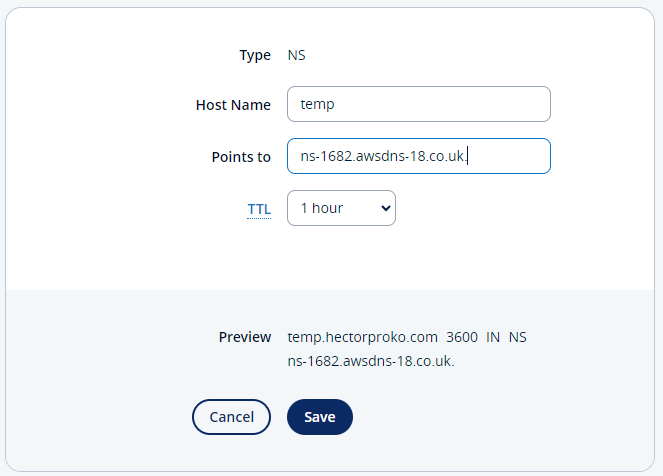 Type NS
Host Name temp
Points to ns-1682.awsdns-18.co.uk.
TTL 1 hour
Preview temp.hectorproko.com 3600 IN NS
ns-1682.awsdns-18.co.uk.
Cancel Save